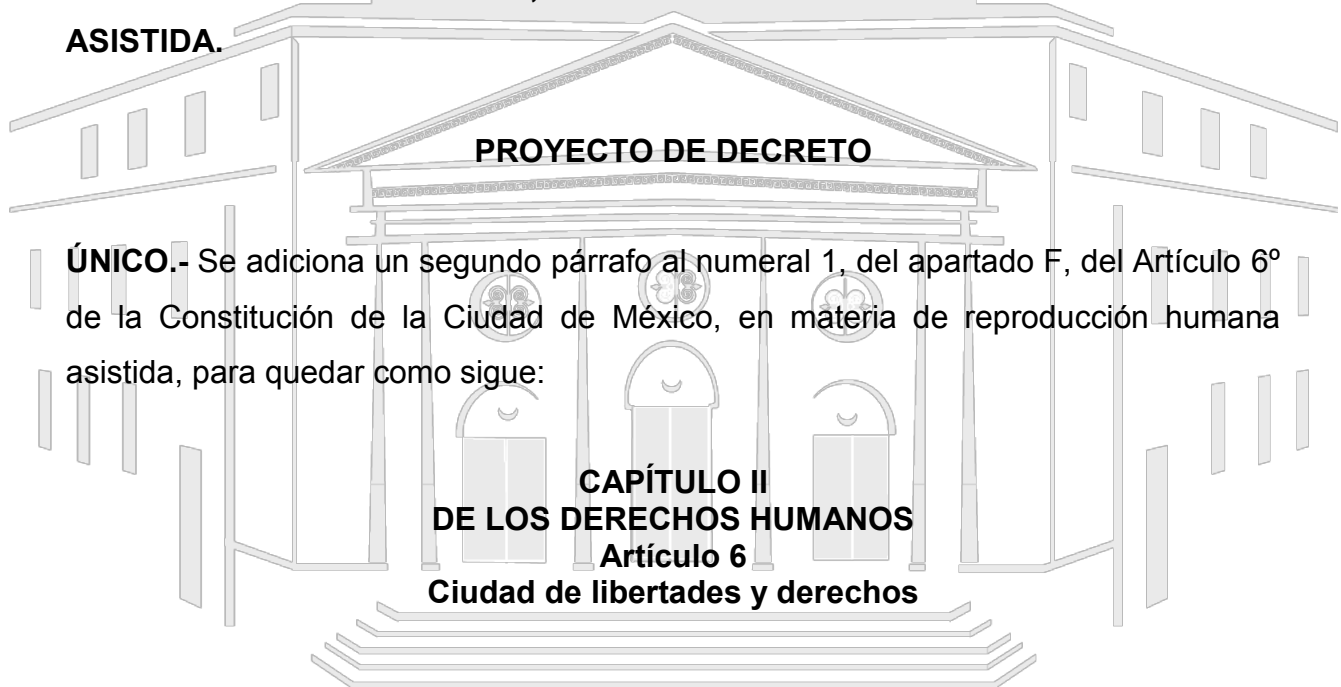 ASISTIDA.
PROYECTO DE DECRETO
ÚNICO.- Se adiciona un segundo párrafo al numeral 1, del apartado F, del Artículo 6º
de la Constitución de la Ciudad de México, en materia de reproducción humana
asistida, para quedar como sigue:
CAPÍTULO II
DE LOS DERECHOS HUMANOS
Artículo 6
Ciudad de libertades y derechos